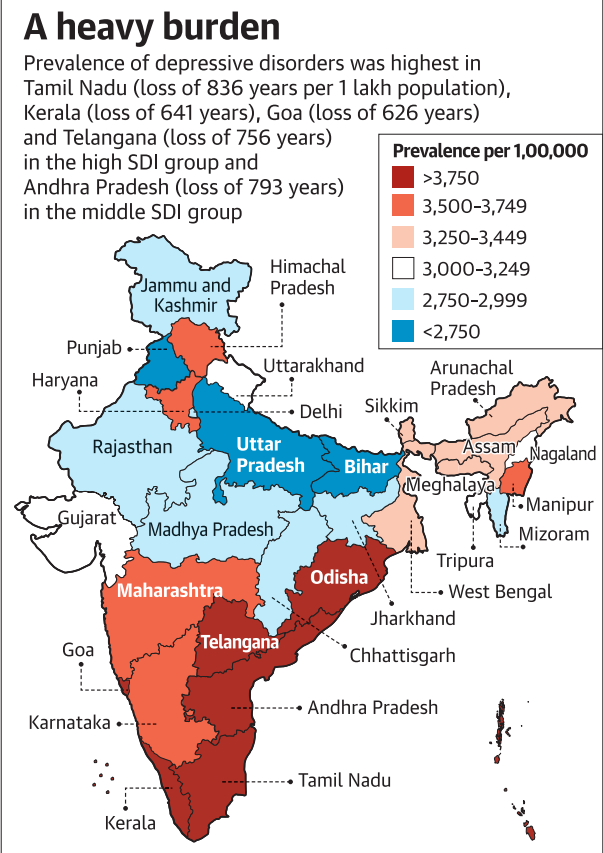 A heavy burden
Prevalence of depressive disorders was highest in
Tamil Nadu (loss of 836 years per 1 lakh population),
Kerala (loss of 641 years), Goa (loss of 626 years)
and Telangana (loss of 756 years)
in the high SDI group and
Andhra Pradesh (loss of 793 years)
in the middle SDI group
Prevalence per 1,00,000
>3,750
3,500–3,749
3,250–3,449
3,000–3,249
2,750–2,999
<2,750
Jammu and
Kashmir
Himachal
Pradesh
Punjab
Uttarakhand
Haryana
Delhi
Arunachal
Pradesh
Sikkim
Rajasthan
Uttar
Pradesh
Bihar
Assam
Nagaland
Meghalaya
Manipur
Gujarat
Madhya Pradesh
Mizoram
Tripura
Maharashtra
Odisha
West Bengal
Jharkhand
Telangana
Chhattisgarh
Goa
Karnataka
Andhra Pradesh
Tamil Nadu
Kerala